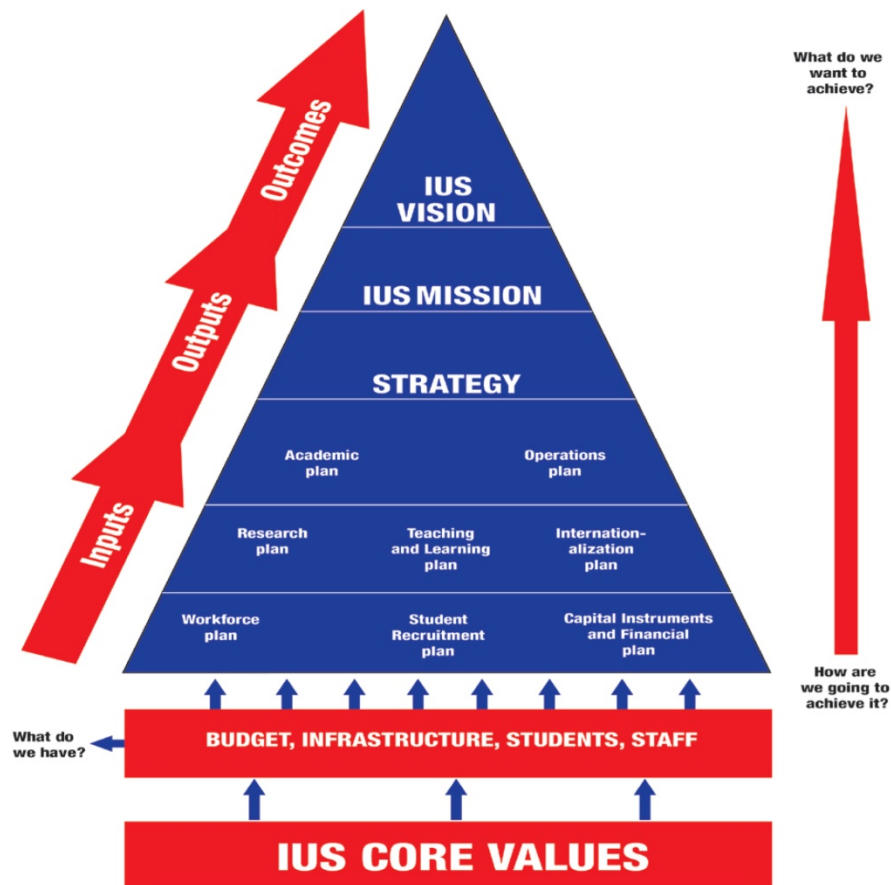 What do we
want to
achieve?
Outcomes
Outputs
Inputs
IUS
VISION
IUS MISSION
STRATEGY
Academic
plan
Operations
plan
Research
plan
Teaching
and Learning
plan
Internation-
alization
plan
Workforce
plan
Student
Recruitment
plan
Capital Instruments
and Financial
plan
How are
we going to
achieve it?
What do
we have?
BUDGET, INFRASTRUCTURE, STUDENTS, STAFF
IUS CORE VALUES